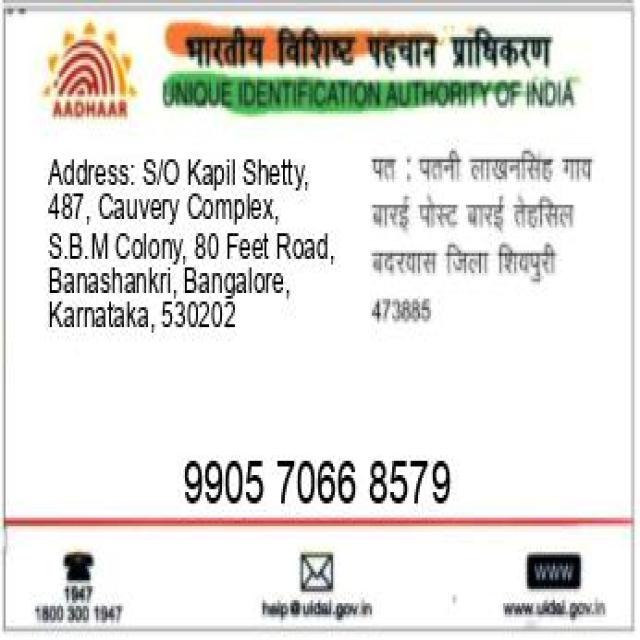 भारतीय विशिष्ट पहचान प्राधिकरण
AADHAAR
UNIQUE IDENTIFICATION AUTHORITY OF INDIA
Address: S/O Kapil Shetty,
487, Cauvery Complex,
S.B.M Colony, 80 Feet Road,
Banashankri, Bangalore,
Karnataka, 530202
पत : पतनी लाखनसिंह गाय
बारई पोस्ट बारई तेहसिल
बदरवास जिला शिवपुरी
473885
9905 7066 8579
1947
1800 300 1947
help@uidai.gov.in
WWW
www.uidai.gov.in